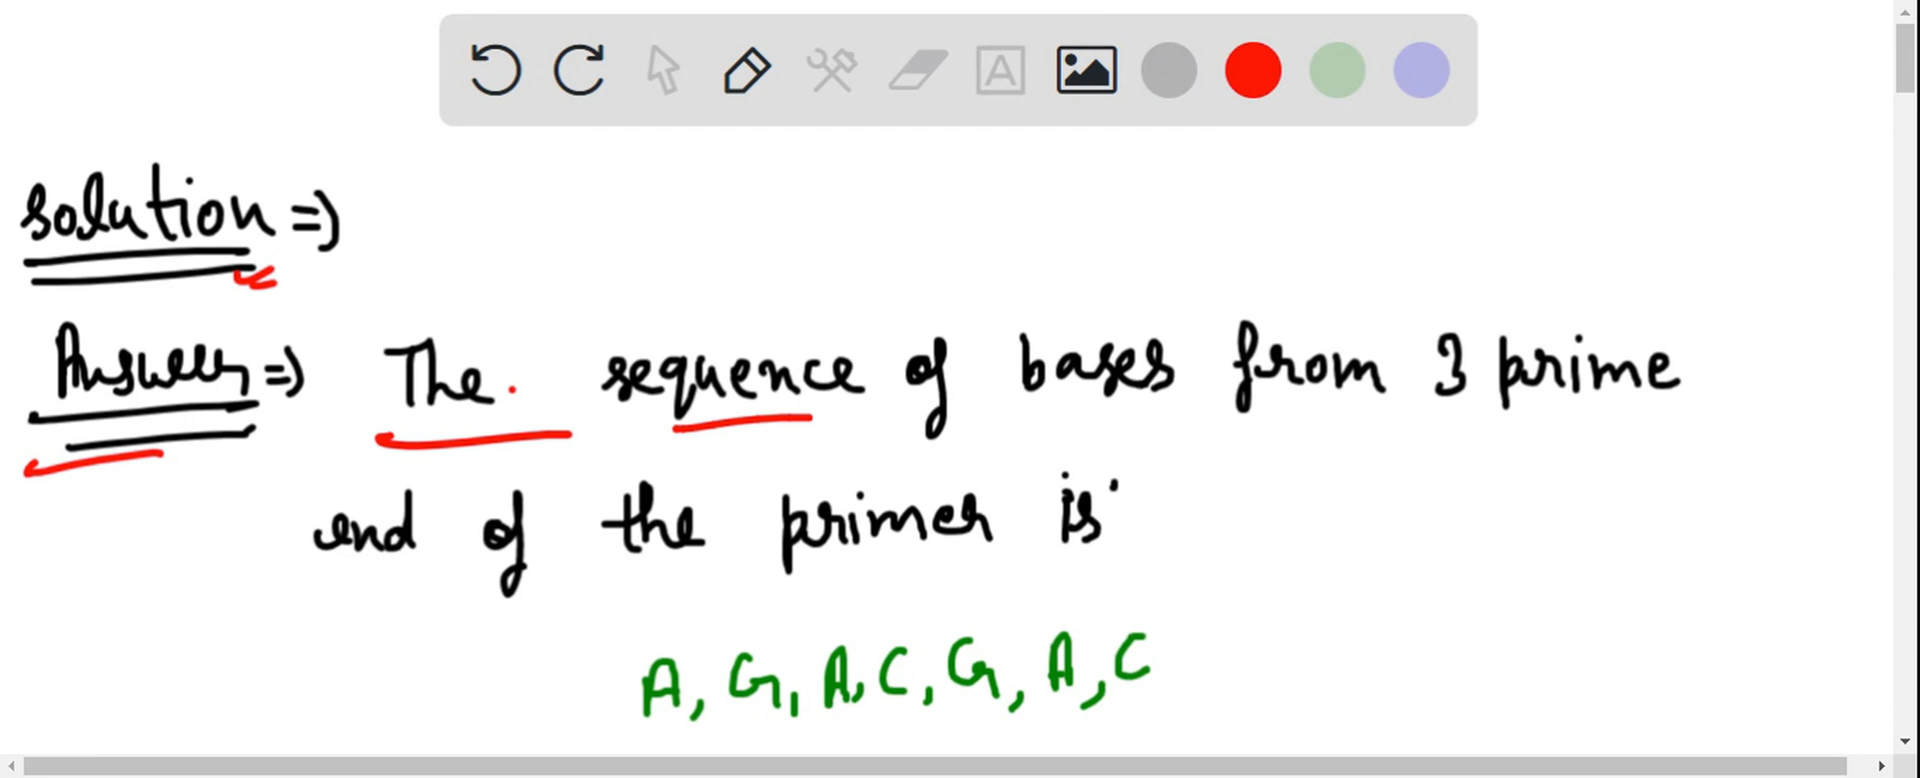 A
solution =>
Answer => The sequence of bases from 3 prime
end of the primer is
A, G, A, C, G, A, C